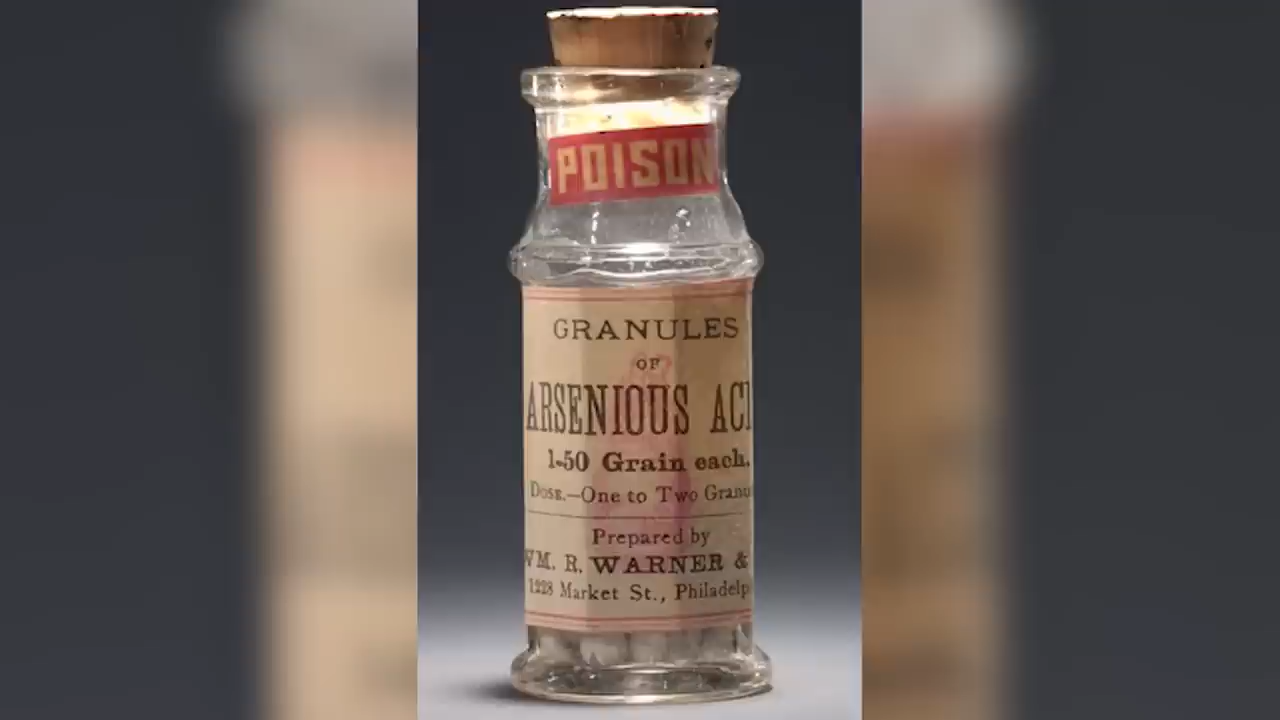 POISON
GRANULES
OF
ARSENIOUS ACI
1-50 Grain each.
Dose.—One to Two Granu
Prepared by
WM. R. WARNER &
1228 Market St., Philadelp